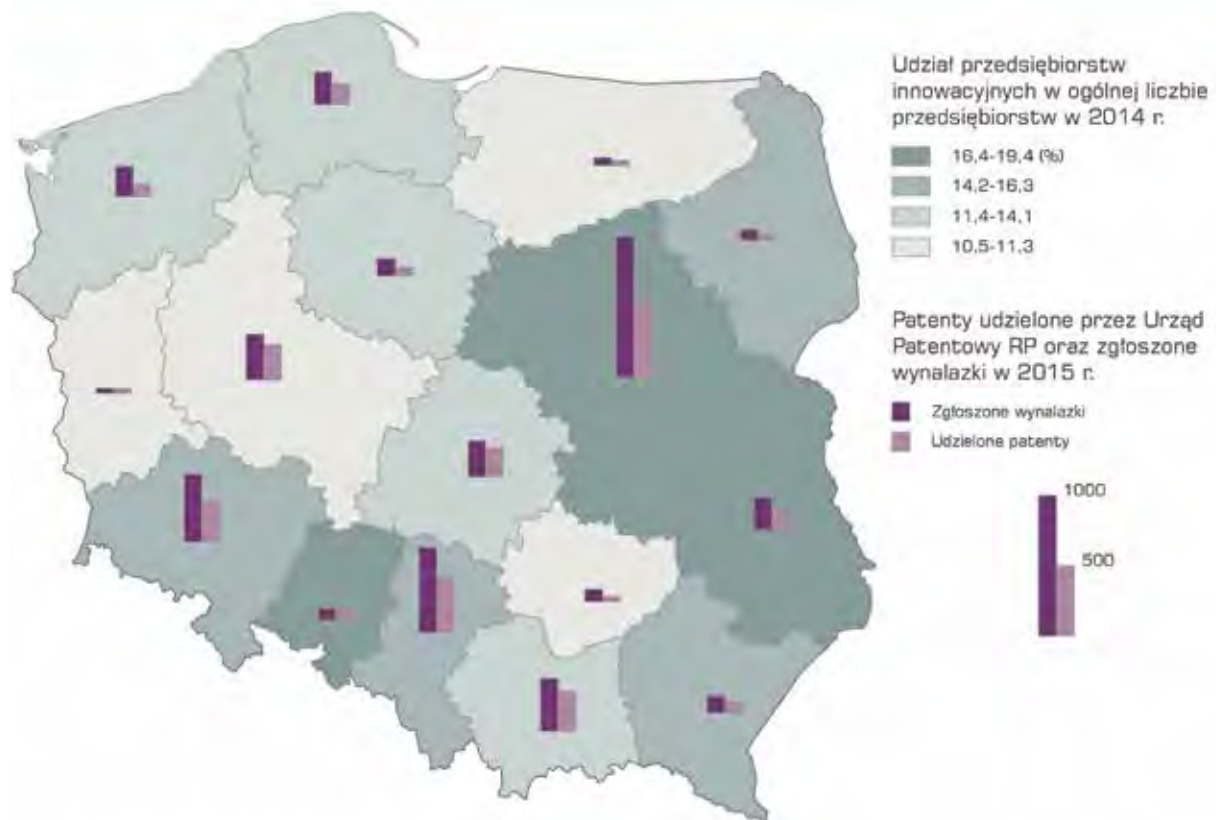 Udział przedsiębiorstw
innowacyjnych w ogólnej liczbie
przedsiębiorstw w 2014 r.
16,4-19,4 (%)
14,2-16,3
11,4-14,1
10,5-11,3
Patenty udzielone przez Urząd
Patentowy RP oraz zgłoszone
wynalazki w 2015 r.
Zgłoszone wynalazki
Udzielone patenty
1000
500